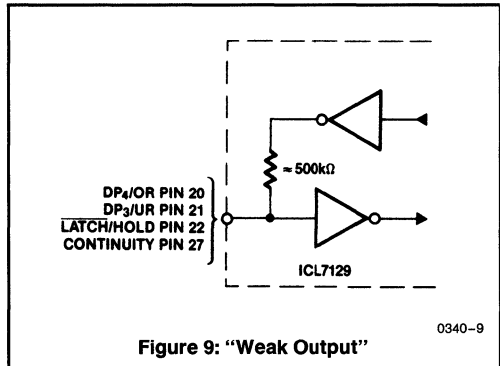 ≈500kΩ
DP₄/OR PIN 20
DP₃/UR PIN 21
L̅A̅T̅C̅H̅/HOLD PIN 22
CONTINUITY PIN 27
ICL7129
0340–9
Figure 9: “Weak Output”